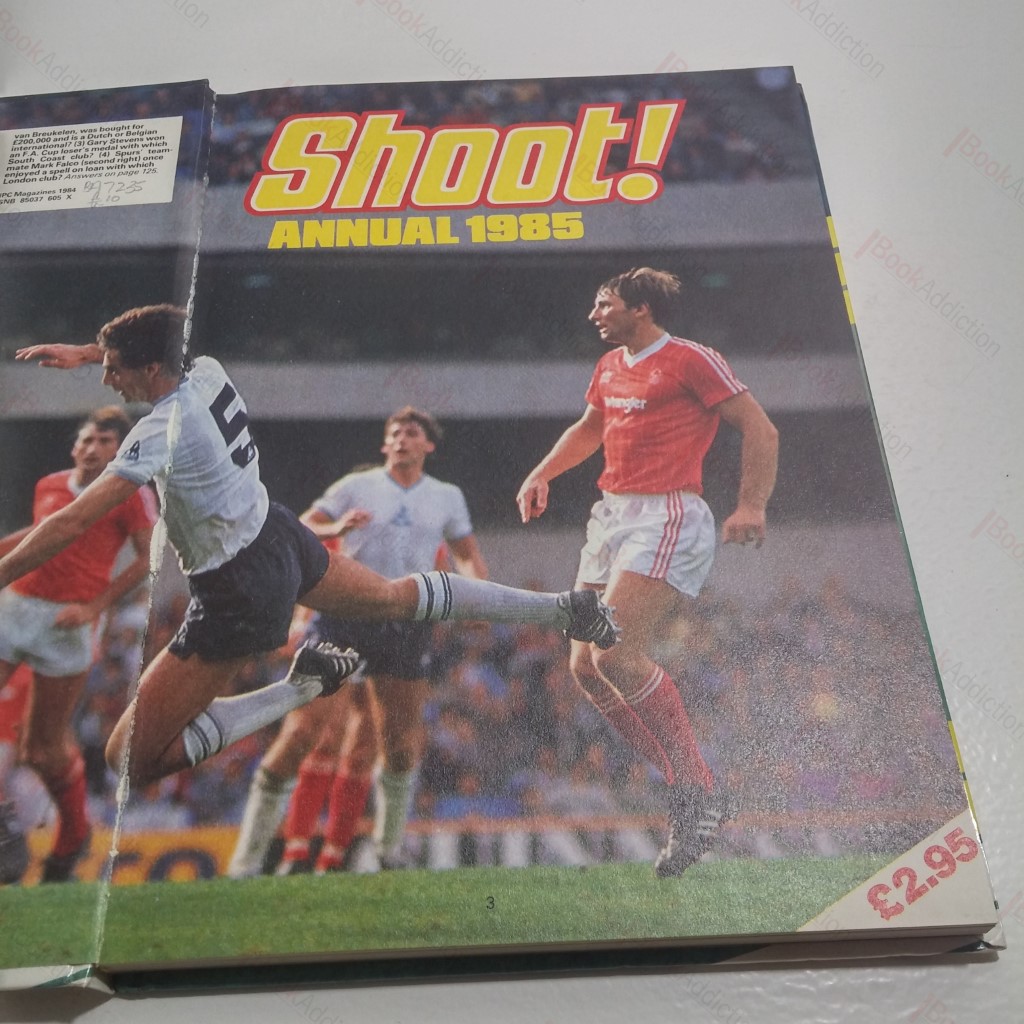 van Breukelen, was bought for
£200,000 and is a Dutch or Belgian
international? (3) Gary Stevens won
an F.A. Cup loser's medal with which
South Coast club? (4) Spurs' team-
mate Mark Falco (second right) once
enjoyed a spell on loan with which
London club? Answers on page 125.
IPC Magazines 1984
SNB 85037 605 X
Shoot!
ANNUAL 1985
5
Wrangler
3
£2.95
BookAddiction